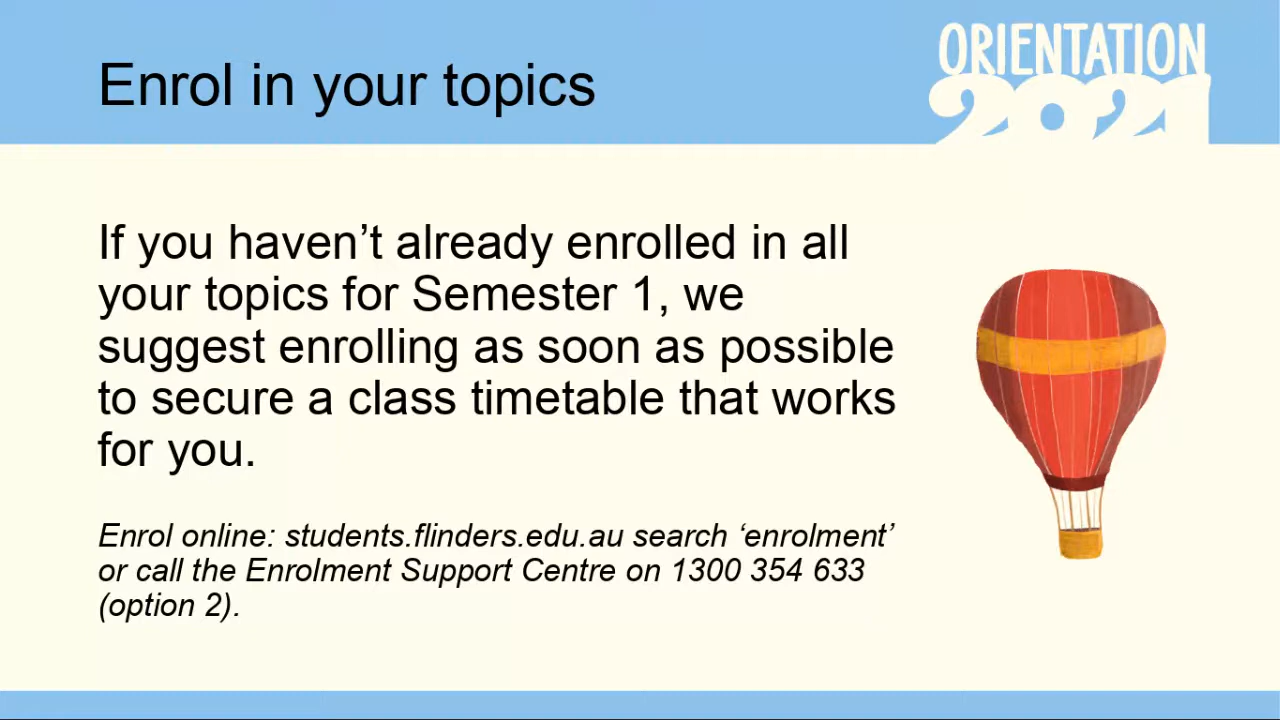 Enrol in your topics
ORIENTATION
2021
If you haven’t already enrolled in all
your topics for Semester 1, we
suggest enrolling as soon as possible
to secure a class timetable that works
for you.
Enrol online: students.flinders.edu.au search ‘enrolment’
or call the Enrolment Support Centre on 1300 354 633
(option 2).